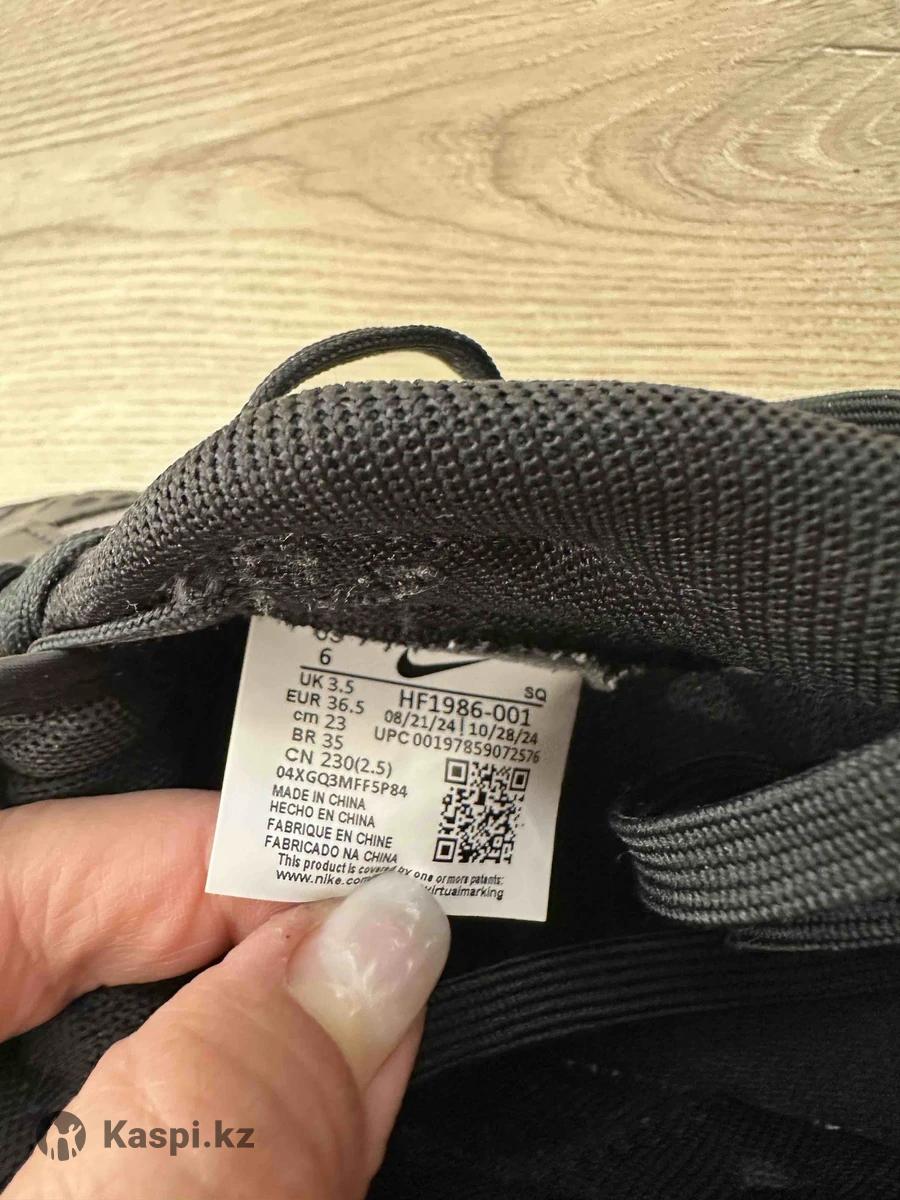 US
6
UK 3.5
EUR 36.5
cm 23
BR 35
CN 230(2.5)
04XGQ3MFF5P84
MADE IN CHINA
HECHO EN CHINA
FABRIQUE EN CHINE
FABRICADO NA CHINA
This product is covered by one or more patents:
www.nike.com virtualmarking
SQ
HF1986-001
08/21/24 | 10/28/24
UPC 00197859072576
Kaspi.kz